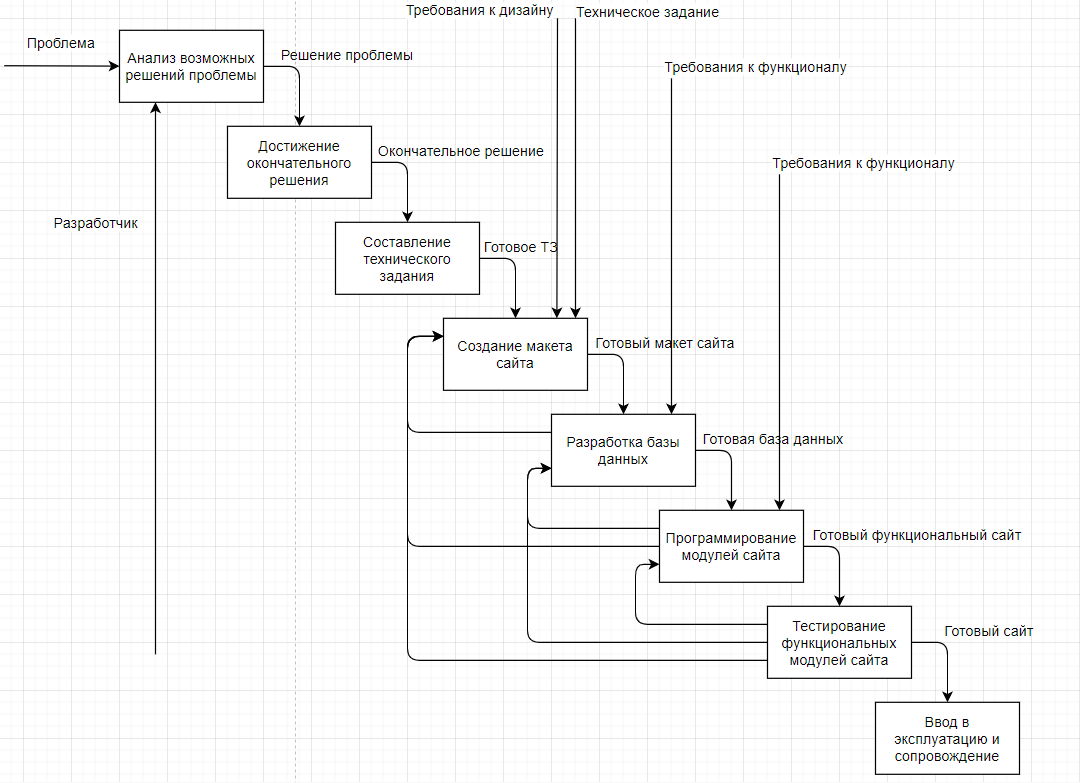 Требования к дизайну
Техническое задание
Проблема
Анализ возможных
решений проблемы
Решение проблемы
Требования к функционалу
Достижение
окончательного
решения
Окончательное решение
Требования к функционалу
Разработчик
Составление
технического
задания
Готовое ТЗ
Создание макета
сайта
Готовый макет сайта
Разработка базы
данных
Готовая база данных
Программирование
модулей сайта
Готовый функциональный сайт
Тестирование
функциональных
модулей сайта
Готовый сайт
Ввод в
эксплуатацию и
сопровождение